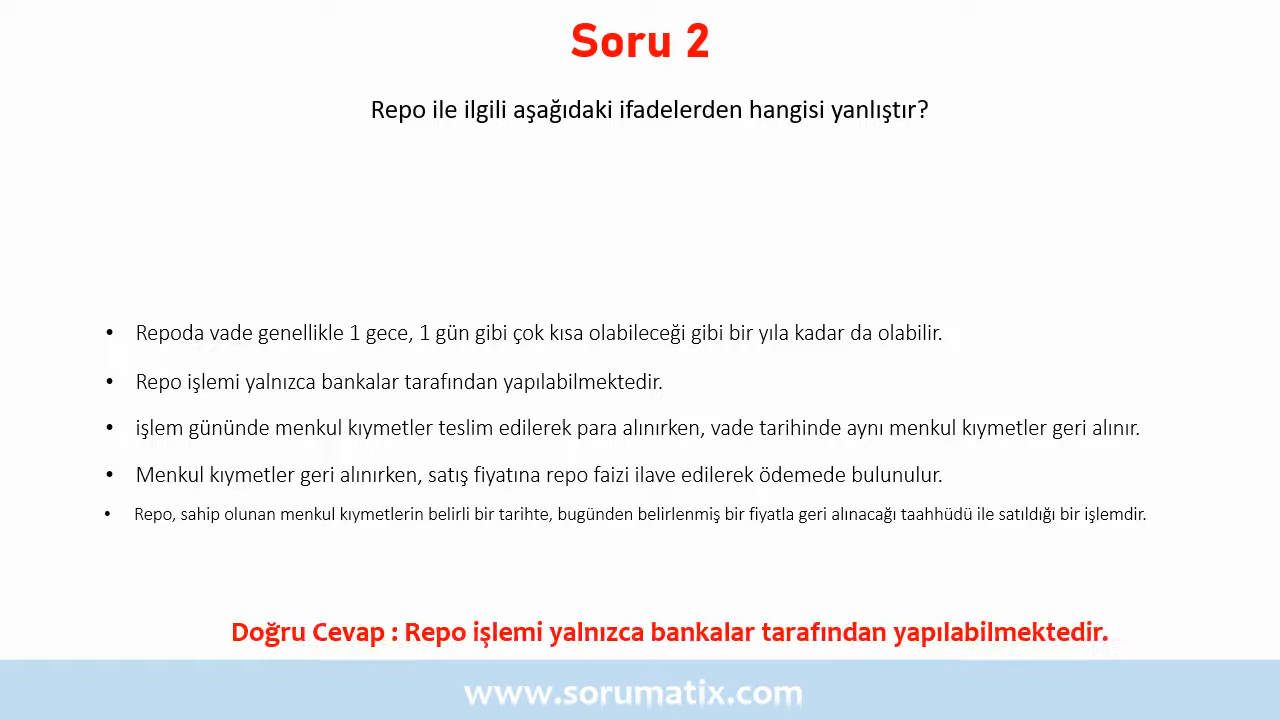 Soru 2
Repo ile ilgili aşağıdaki ifadelerden hangisi yanlıştır?
• Repoda vade genellikle 1 gece, 1 gün gibi çok kısa olabileceği gibi bir yıla kadar da olabilir.
• Repo işlemi yalnızca bankalar tarafından yapılabilmektedir.
• işlem gününde menkul kıymetler teslim edilerek para alınırken, vade tarihinde aynı menkul kıymetler geri alınır.
• Menkul kıymetler geri alınırken, satış fiyatına repo faizi ilave edilerek ödemede bulunulur.
• Repo, sahip olunan menkul kıymetlerin belirli bir tarihte, bugünden belirlenmiş bir fiyatla geri alınacağı taahhüdü ile satıldığı bir işlemdir.
Doğru Cevap : Repo işlemi yalnızca bankalar tarafından yapılabilmektedir.
www.sorumatix.com